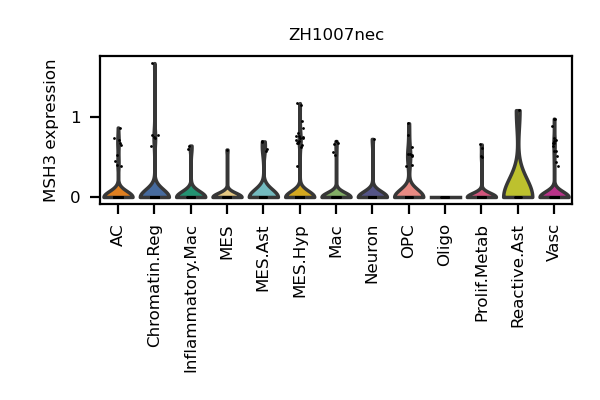 ZH1007nec
MSH3 expression
1
0
AC
Chromatin.Reg
Inflammatory.Mac
MES
MES.Ast
MES.Hyp
Mac
Neuron
OPC
Oligo
Prolif.Metab
Reactive.Ast
Vasc